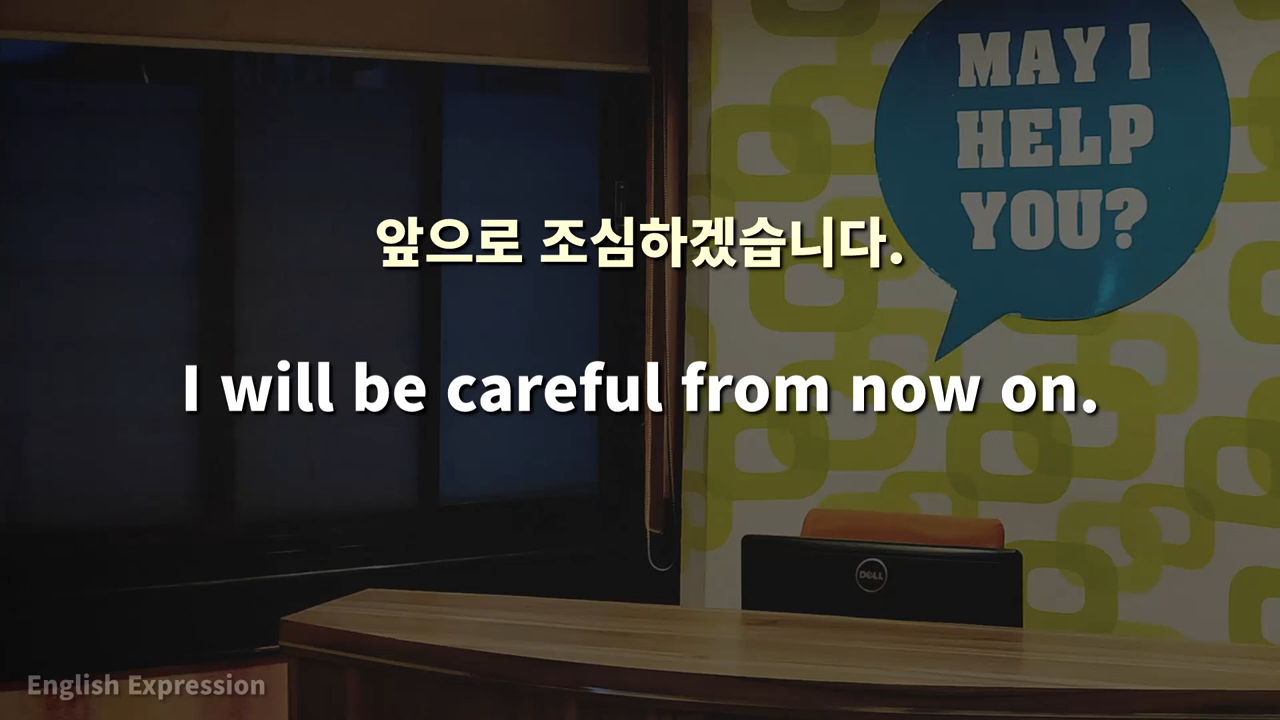 MAY I
HELP
YOU?
앞으로 조심하겠습니다.
I will be careful from now on.
DELL
English Expression